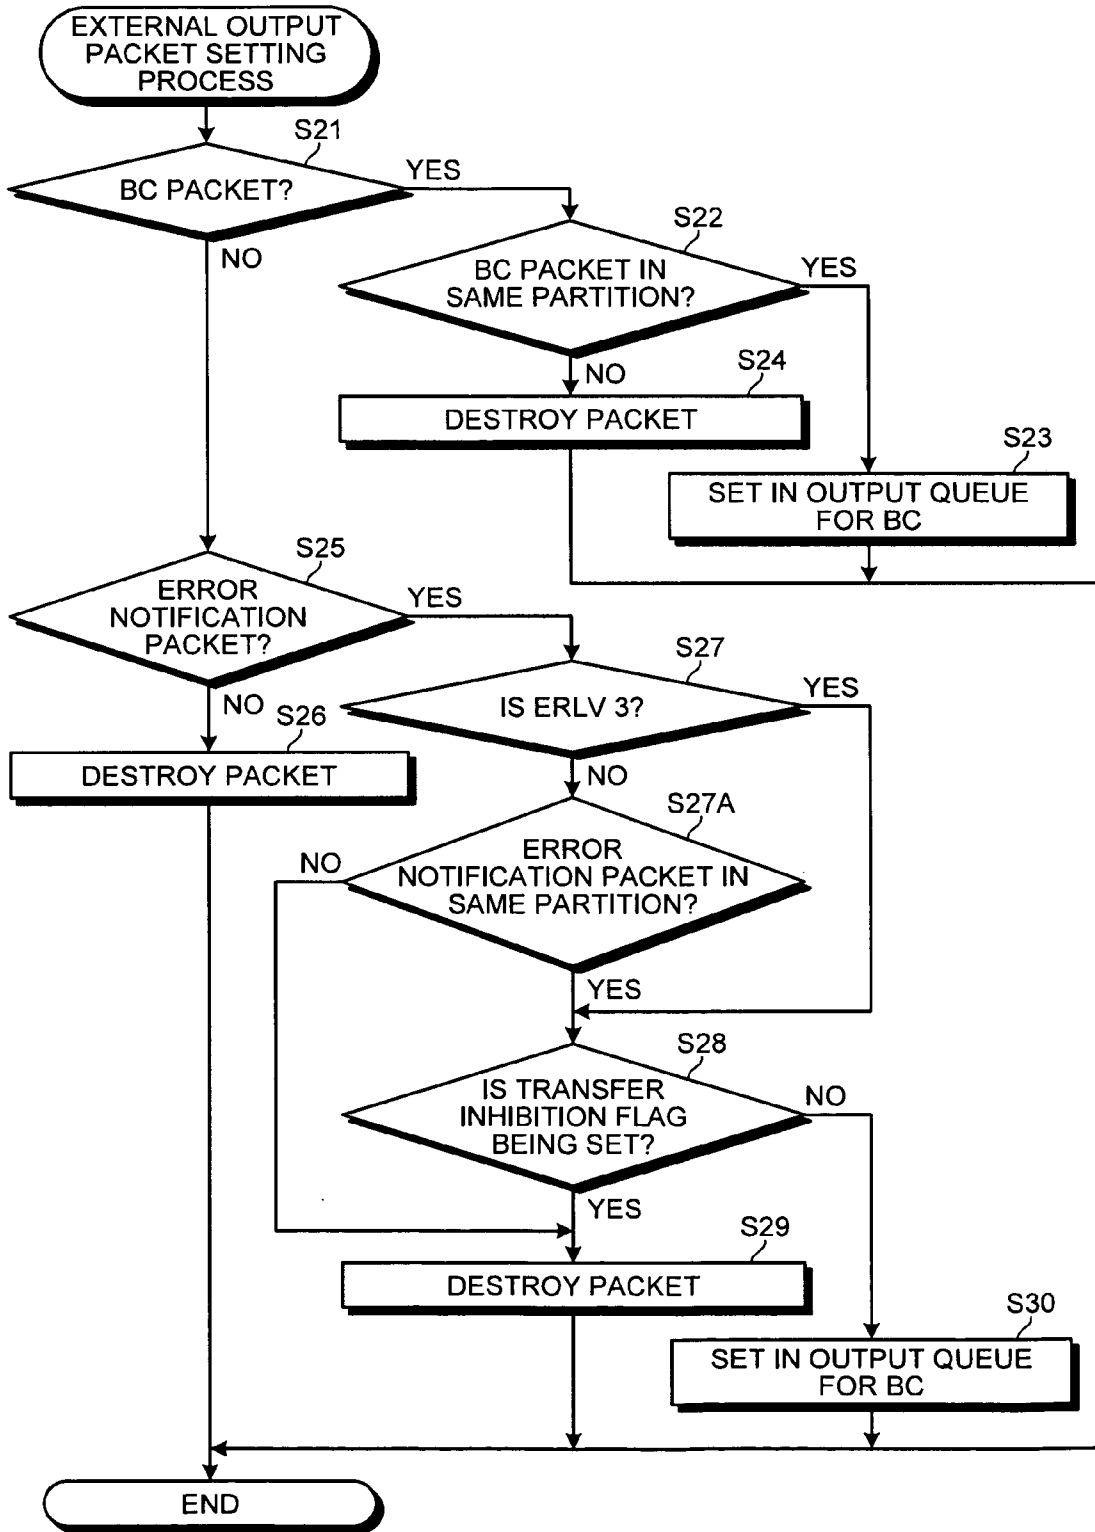 EXTERNAL OUTPUT
PACKET SETTING
PROCESS
S21
BC PACKET?
YES
NO
S22
BC PACKET IN
SAME PARTITION?
YES
NO
S24
DESTROY PACKET
S23
SET IN OUTPUT QUEUE
FOR BC
S25
ERROR
NOTIFICATION
PACKET?
YES
NO
S26
DESTROY PACKET
S27
IS ERLV 3?
YES
NO
S27A
ERROR
NOTIFICATION PACKET IN
SAME PARTITION?
NO
YES
S28
IS TRANSFER
INHIBITION FLAG
BEING SET?
NO
YES
S29
DESTROY PACKET
S30
SET IN OUTPUT QUEUE
FOR BC
END